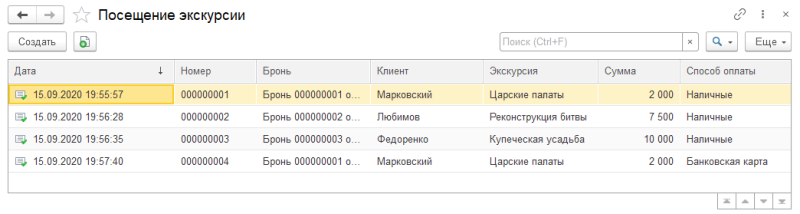 Посещение экскурсии
Создать Поиск (Ctrl+F) × Еще
Дата ↓ Номер Бронь Клиент Экскурсия Сумма Способ оплаты
15.09.2020 19:55:57 000000001 Бронь 000000001 о... Марковский Царские палаты 2 000 Наличные
15.09.2020 19:56:28 000000002 Бронь 000000002 о... Любимов Реконструкция битвы 7 500 Наличные
15.09.2020 19:56:35 000000003 Бронь 000000003 о... Федоренко Купеческая усадьба 10 000 Наличные
15.09.2020 19:57:40 000000004 Бронь 000000001 о... Марковский Царские палаты 2 000 Банковская карта